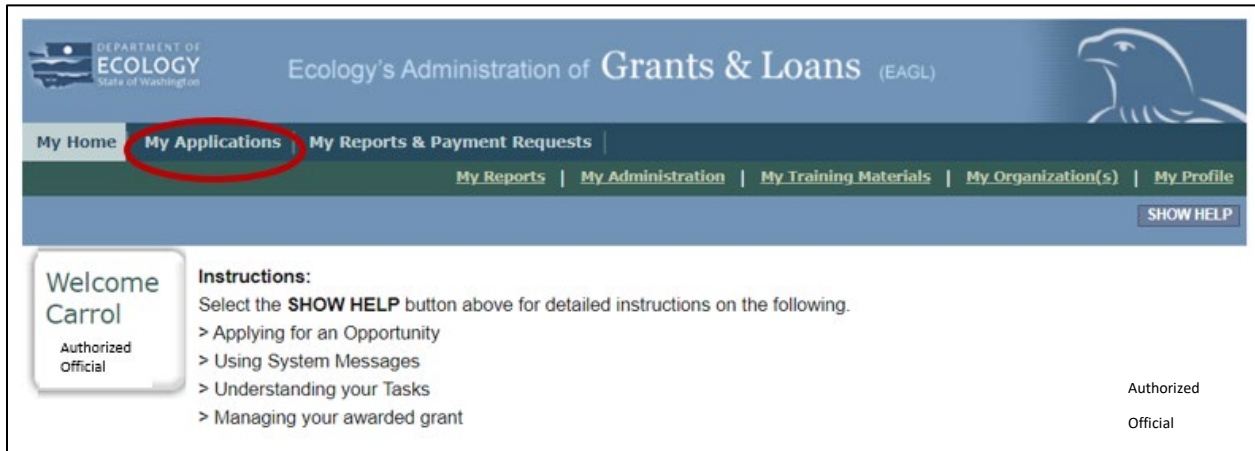 DEPARTMENT OF
ECOLOGY
State of Washington
Ecology's Administration of Grants & Loans (EAGL)
My Home My Applications My Reports & Payment Requests
My Reports | My Administration | My Training Materials | My Organization(s) | My Profile
SHOW HELP
Welcome
Carrol
Authorized
Official
Instructions:
Select the SHOW HELP button above for detailed instructions on the following.
> Applying for an Opportunity
> Using System Messages
> Understanding your Tasks
> Managing your awarded grant
Authorized
Official